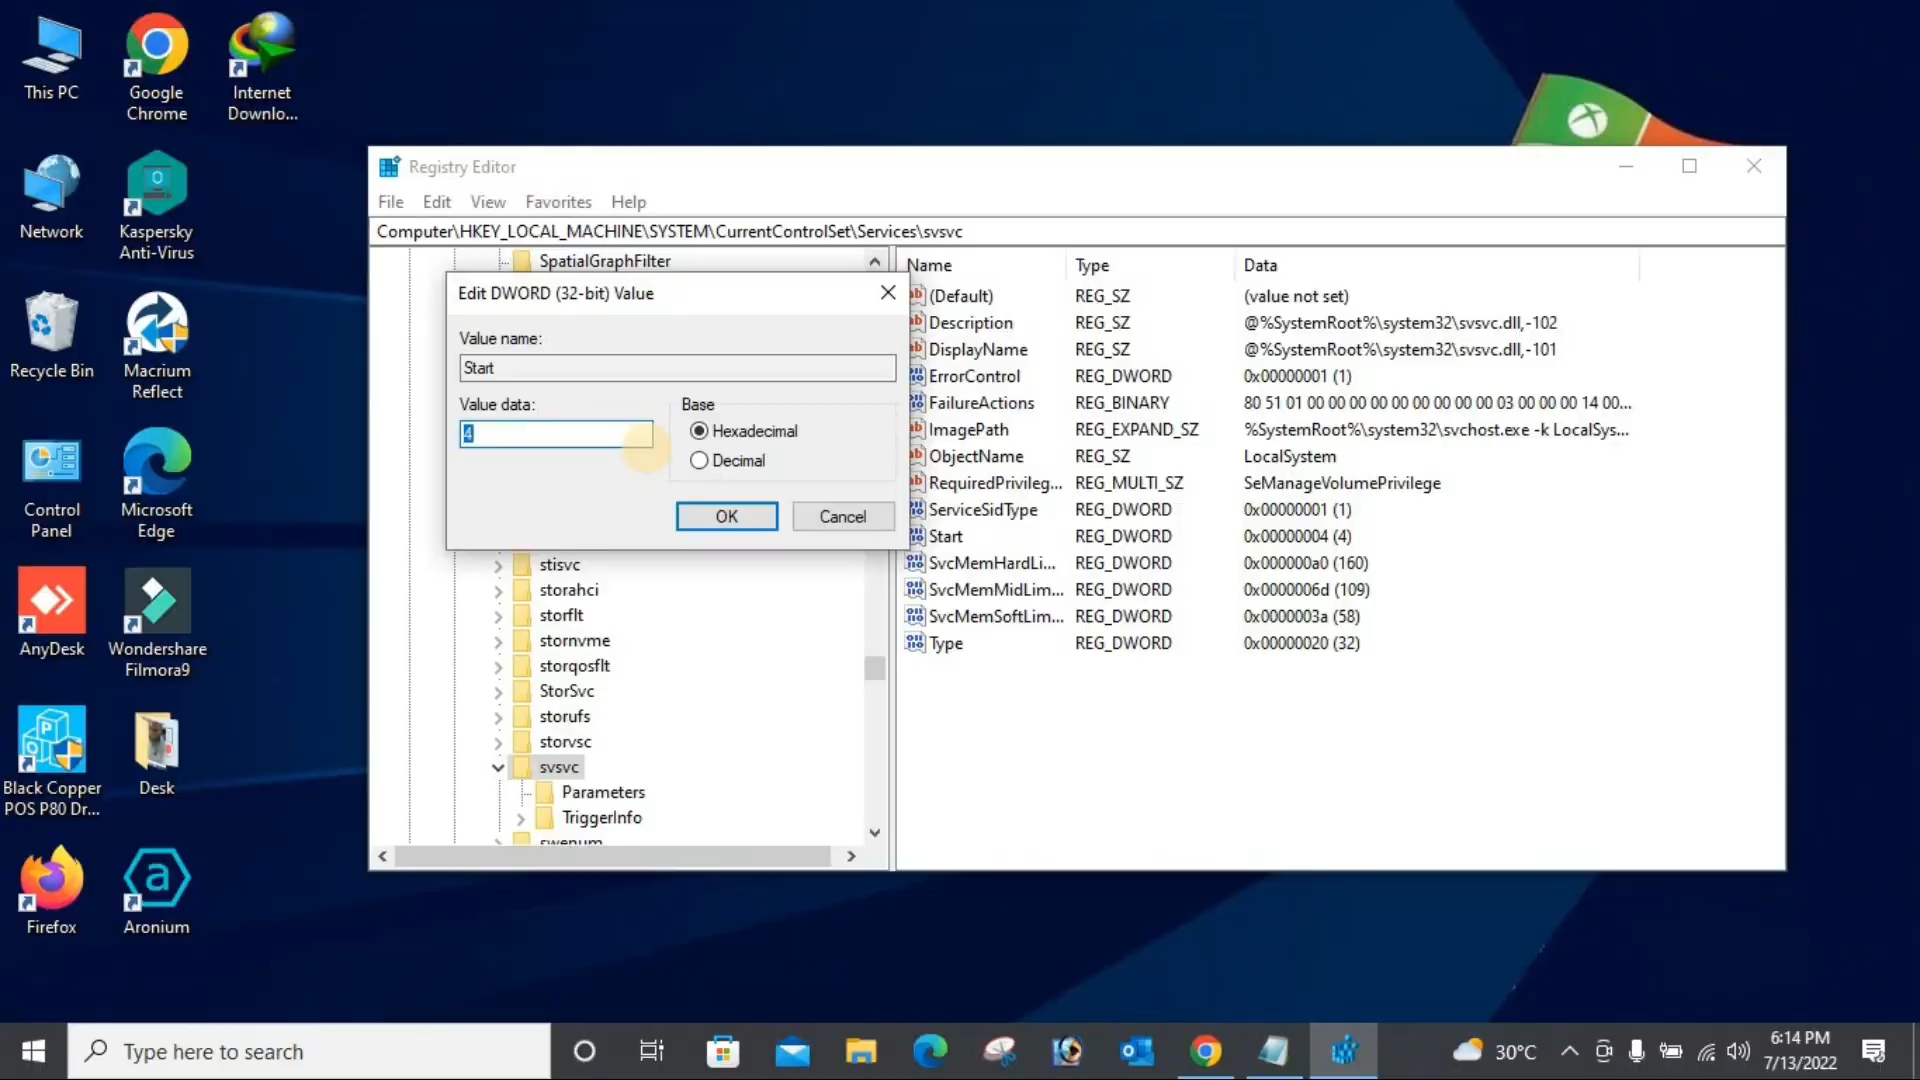 This PC
Google
Chrome
Internet
Downlo...
Network
Kaspersky
Anti-Virus
Recycle Bin
Macrium
Reflect
Control
Panel
Microsoft
Edge
AnyDesk
Wondershare
Filmora9
Black Copper
POS P80 Dr...
Desk
Firefox
Aronium
Registry Editor
File Edit View Favorites Help
Computer\HKEY_LOCAL_MACHINE\SYSTEM\CurrentControlSet\Services\svsvc
SpatialGraphFilter
Edit DWORD (32-bit) Value
Value name:
Start
Value data:
4
Base
Hexadecimal
Decimal
OK
Cancel
stisvc
storahci
storflt
stornvme
storqosflt
StorSvc
storufs
storvsc
svsvc
Parameters
TriggerInfo
swenum
Name Type Data
(Default) REG_SZ (value not set)
Description REG_SZ @%SystemRoot%\system32\svsvc.dll,-102
DisplayName REG_SZ @%SystemRoot%\system32\svsvc.dll,-101
ErrorControl REG_DWORD 0x00000001 (1)
FailureActions REG_BINARY 80 51 01 00 00 00 00 00 00 00 00 00 03 00 00 00 14 00...
ImagePath REG_EXPAND_SZ %SystemRoot%\system32\svchost.exe -k LocalSys...
ObjectName REG_SZ LocalSystem
RequiredPrivileg... REG_MULTI_SZ SeManageVolumePrivilege
ServiceSidType REG_DWORD 0x00000001 (1)
Start REG_DWORD 0x00000004 (4)
SvcMemHardLi... REG_DWORD 0x000000a0 (160)
SvcMemMidLim... REG_DWORD 0x0000006d (109)
SvcMemSoftLim... REG_DWORD 0x0000003a (58)
Type REG_DWORD 0x00000020 (32)
Type here to search
30°C
6:14 PM
7/13/2022